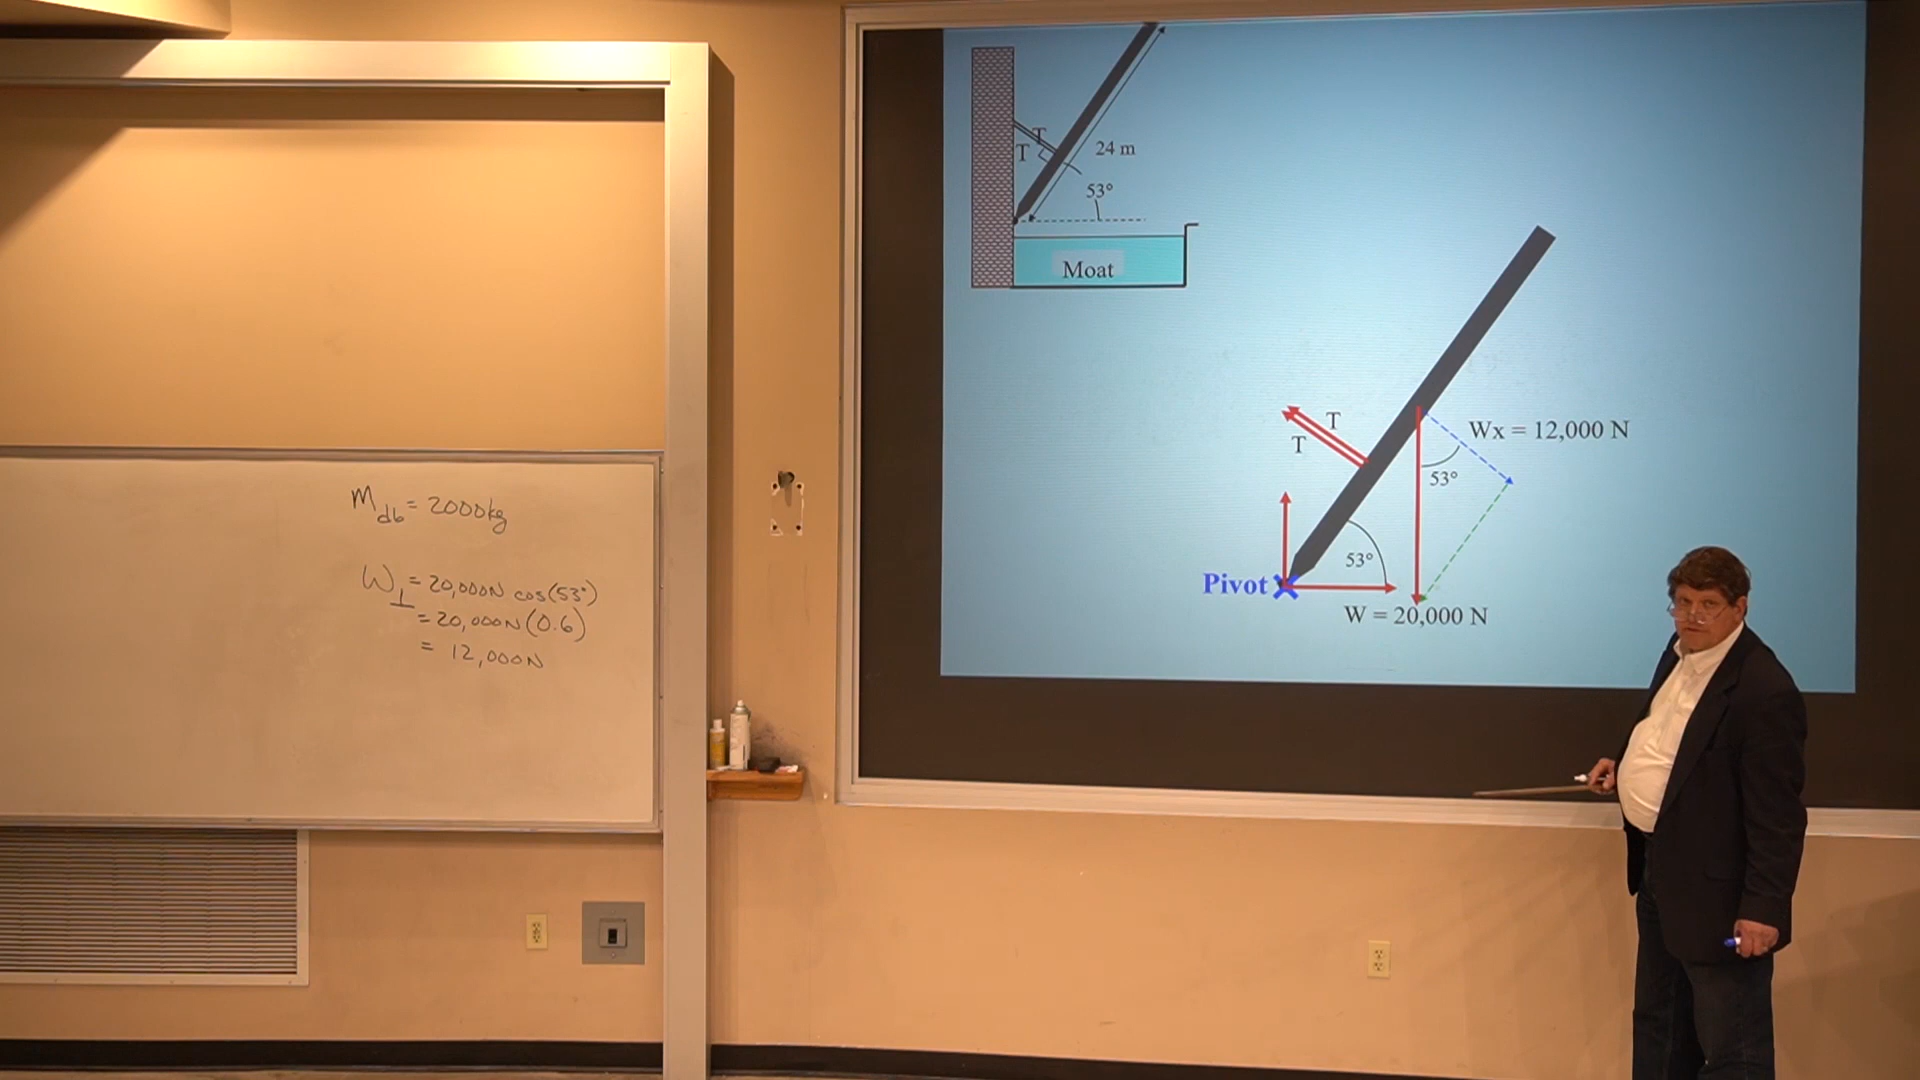 M_db = 2000kg
W⊥ = 20,000N cos(53°)
= 20,000N (0.6)
= 12,000N
T
T
24 m
53°
Moat
T
T
Wx = 12,000 N
53°
53°
Pivot
W = 20,000 N